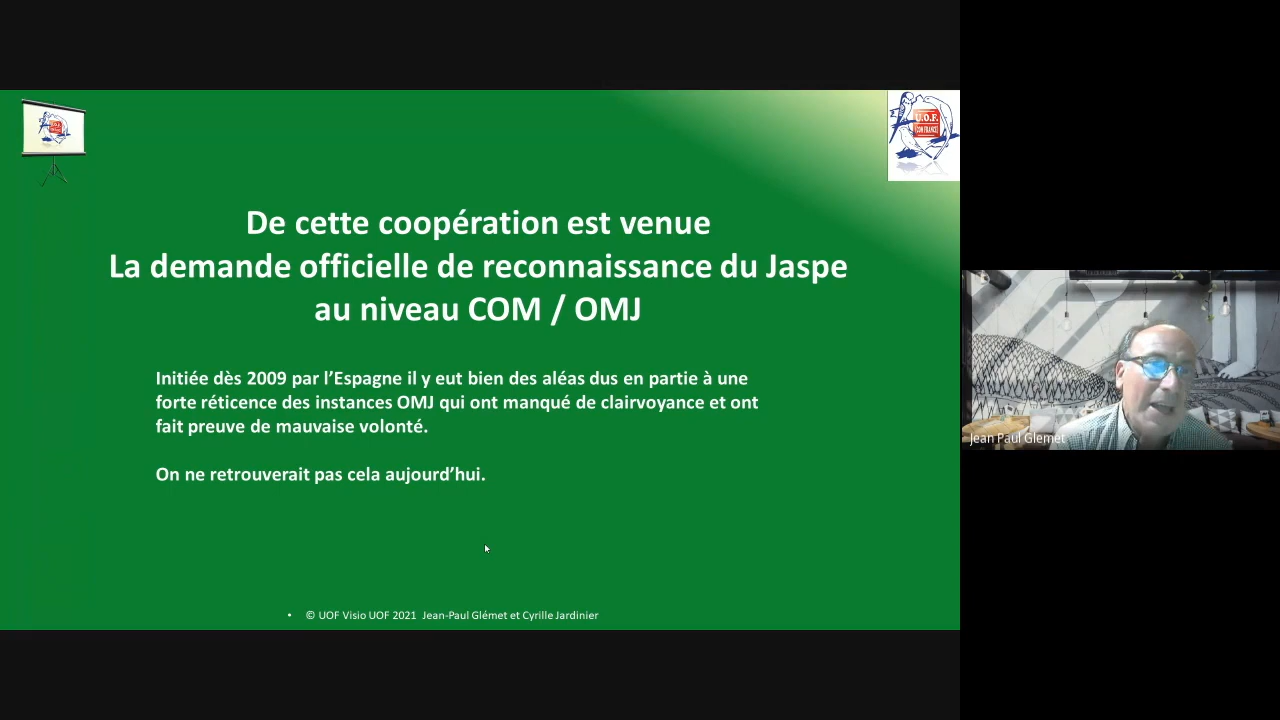 U.O.F.
COM FRANCE
De cette coopération est venue
La demande officielle de reconnaissance du Jaspe
au niveau COM / OMJ
Initiée dès 2009 par l’Espagne il y eut bien des aléas dus en partie à une
forte réticence des instances OMJ qui ont manqué de clairvoyance et ont
fait preuve de mauvaise volonté.
On ne retrouverait pas cela aujourd’hui.
Jean Paul Glemet
• © UOF Visio UOF 2021 Jean-Paul Glémet et Cyrille Jardinier